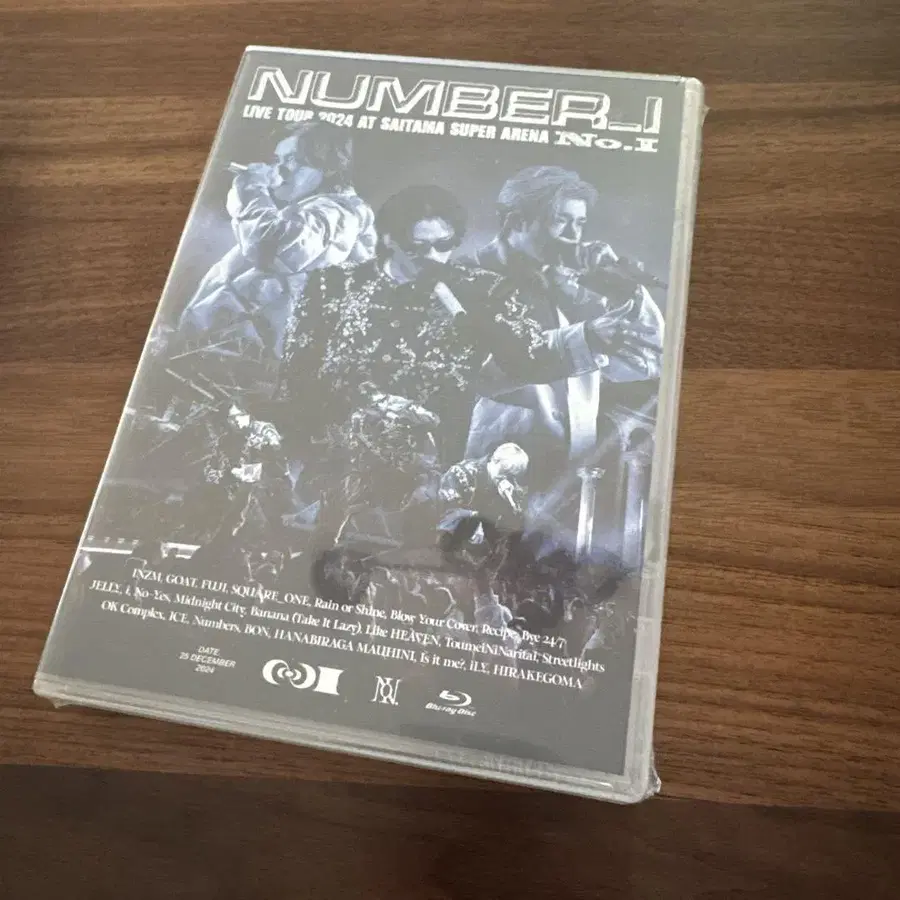 NUMBER_I
LIVE TOUR 2024 AT SAITAMA SUPER ARENA No.I
INZM, GOAT, FUJI, SQUARE_ONE, Rain or Shine, Blow Your Cover, Recipe, Bye 24/7
JELLY, i, No-Yes, Midnight City, Banana (Take It Lazy), Like HEAVEN, ToumeiNiNaritai, Streetlights
OK Complex, ICE, Numbers, BON, HANABIRAGA MAUHINI, Is it me?, iLY, HIRAKEGOMA
DATE
25 DECEMBER
2024
Blu-ray Disc